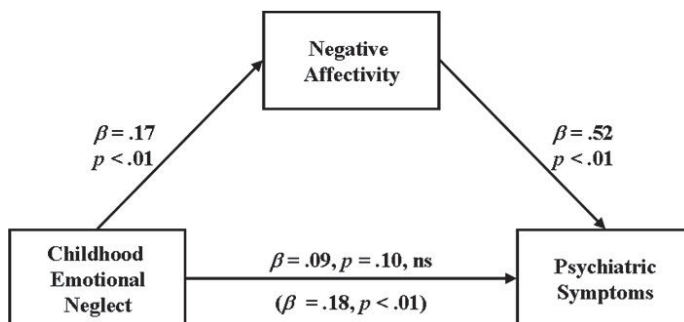 Negative
Affectivity
β = .17
p < .01
β = .52
p < .01
Childhood
Emotional
Neglect
β = .09, p = .10, ns
(β = .18, p < .01)
Psychiatric
Symptoms